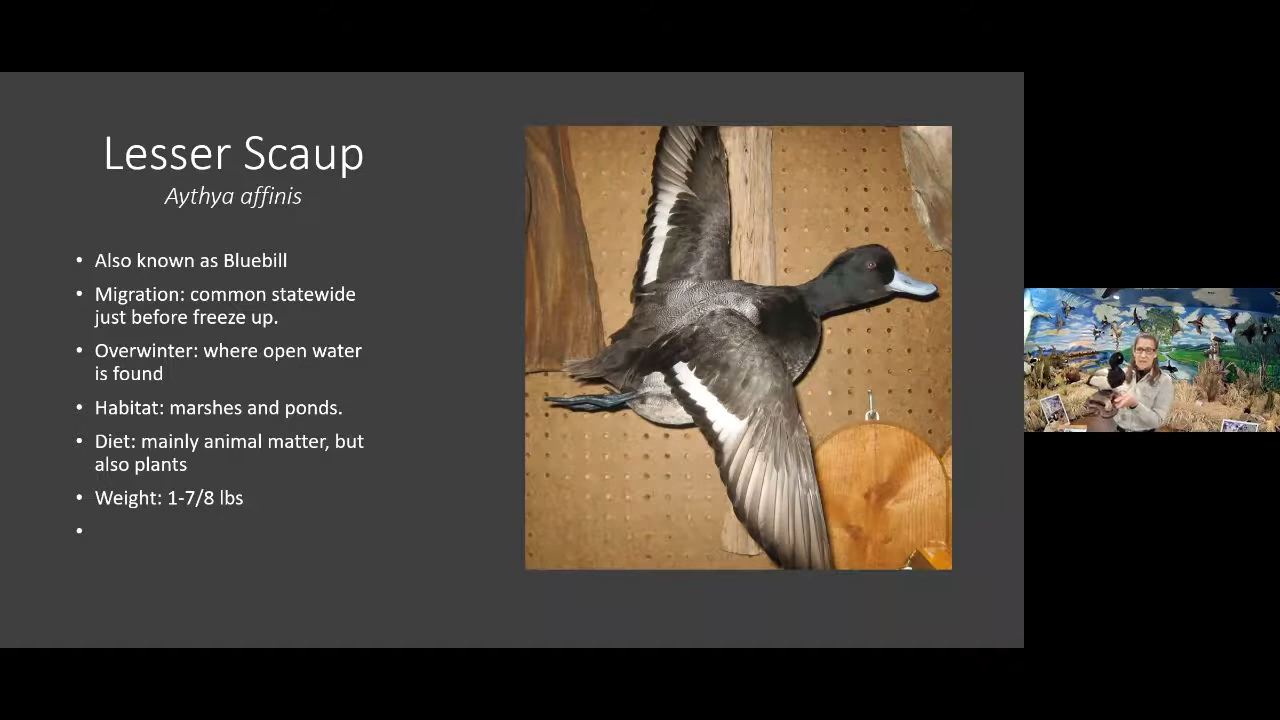 Lesser Scaup
Aythya affinis
• Also known as Bluebill
• Migration: common statewide
just before freeze up.
• Overwinter: where open water
is found
• Habitat: marshes and ponds.
• Diet: mainly animal matter, but
also plants
• Weight: 1-7/8 lbs
•